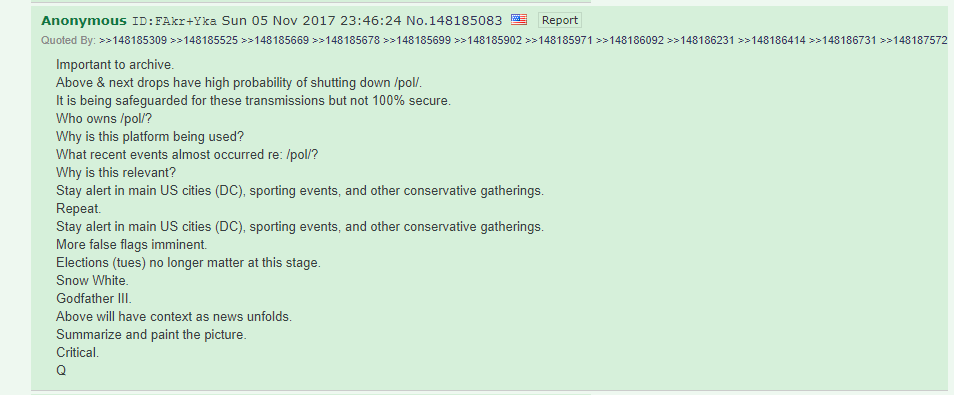 Anonymous ID:FAkr+Yka Sun 05 Nov 2017 23:46:24 No.148185083 Report
Quoted By: >>148185309 >>148185525 >>148185669 >>148185678 >>148185699 >>148185902 >>148185971 >>148186092 >>148186231 >>148186414 >>148186731 >>148187572
Important to archive.
Above & next drops have high probability of shutting down /pol/.
It is being safeguarded for these transmissions but not 100% secure.
Who owns /pol/?
Why is this platform being used?
What recent events almost occurred re: /pol/?
Why is this relevant?
Stay alert in main US cities (DC), sporting events, and other conservative gatherings.
Repeat.
Stay alert in main US cities (DC), sporting events, and other conservative gatherings.
More false flags imminent.
Elections (tues) no longer matter at this stage.
Snow White.
Godfather III.
Above will have context as news unfolds.
Summarize and paint the picture.
Critical.
Q